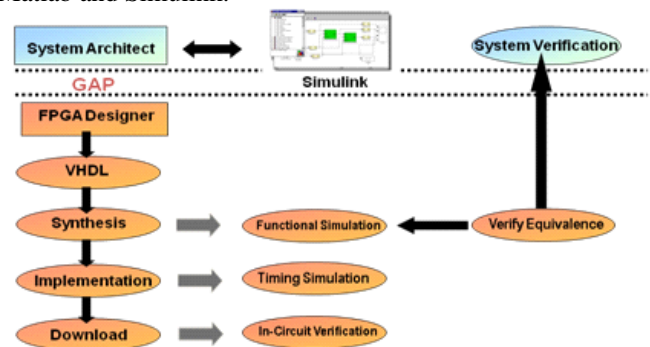 Matlab and Simulink.
System Architect
System Verification
Simulink
GAP
FPGA Designer
VHDL
Synthesis
Functional Simulation
Verify Equivalence
Implementation
Timing Simulation
Download
In-Circuit Verification